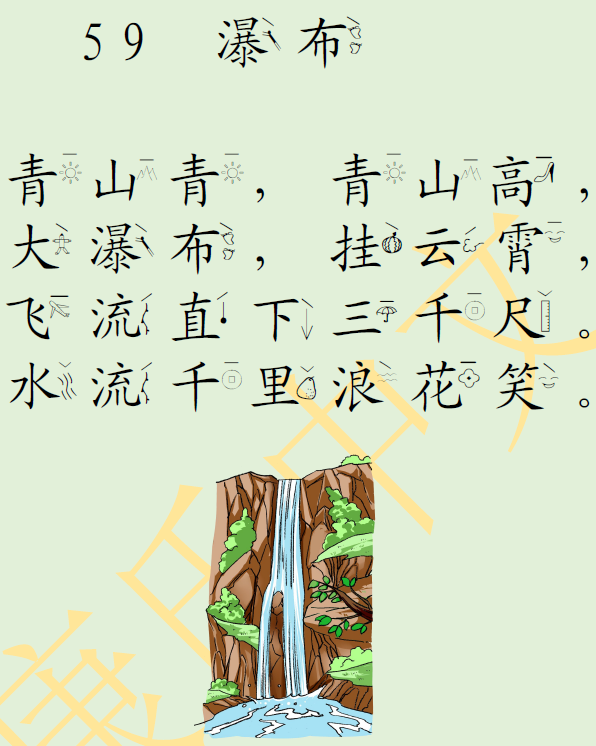 59 瀑布
青山青，青山高，
大瀑布，挂云霄，
飞流直下三千尺。
水流千里浪花笑。